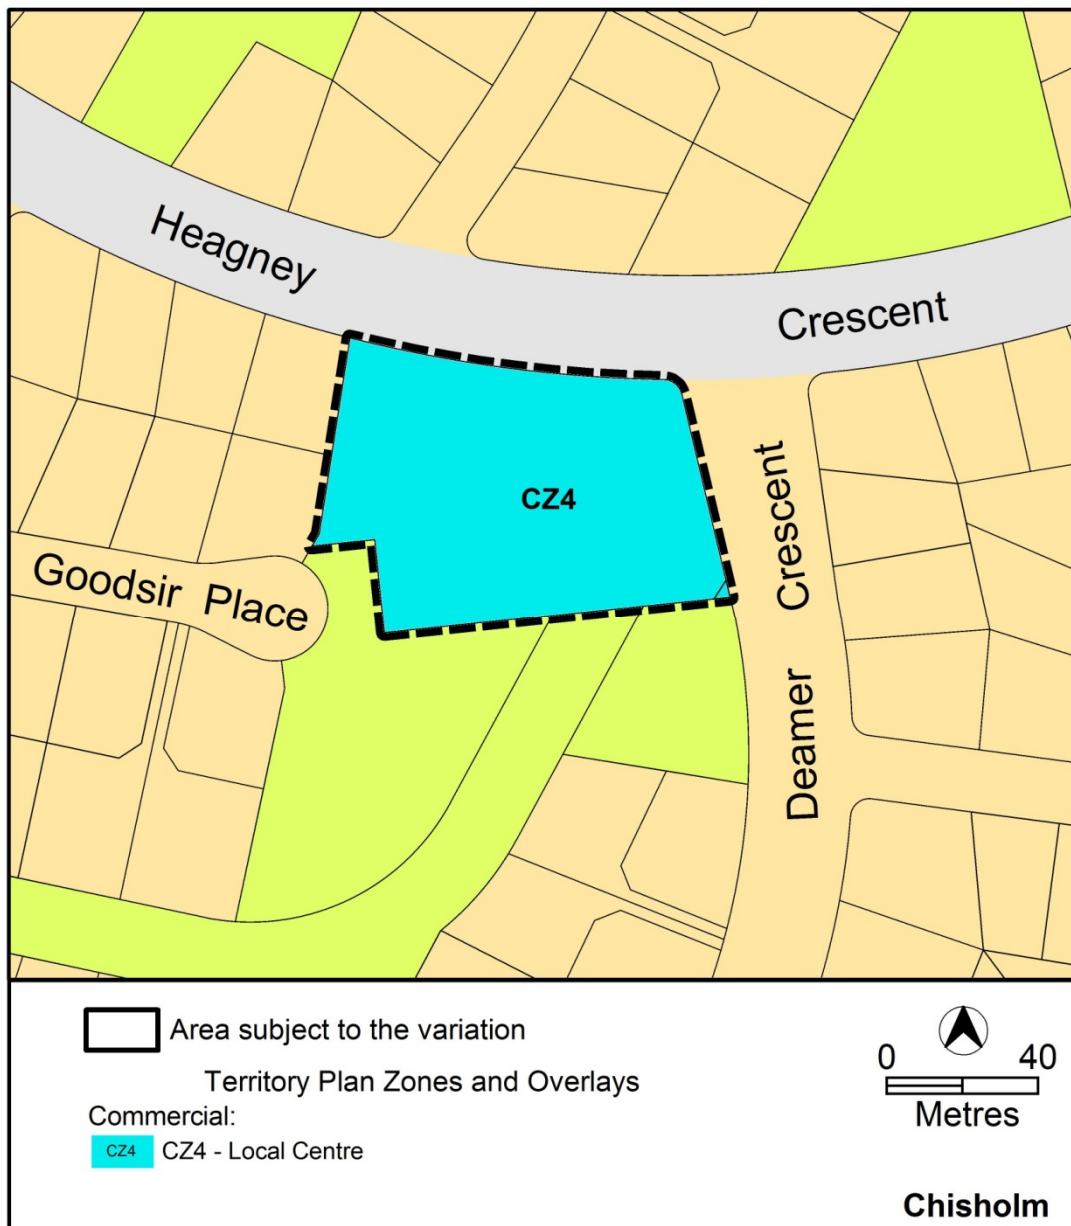 Heagney
Crescent
CZ4
Crescent
Goodsir Place
Deamer
Area subject to the variation
Territory Plan Zones and Overlays
Commercial:
CZ4 CZ4 - Local Centre
0 40
Metres
Chisholm